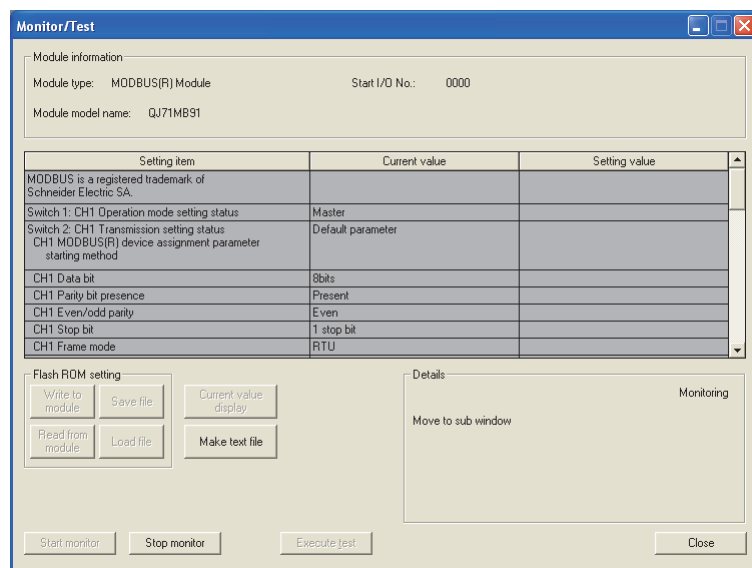 Monitor/Test
Module information
Module type: MODBUS(R) Module Start I/O No.: 0000
Module model name: QJ71MB91
Setting item Current value Setting value
MODBUS is a registered trademark of
Schneider Electric SA.
Switch 1: CH1 Operation mode setting status Master
Switch 2: CH1 Transmission setting status Default parameter
CH1 MODBUS(R) device assignment parameter
starting method
CH1 Data bit 8bits
CH1 Parity bit presence Present
CH1 Even/odd parity Even
CH1 Stop bit 1 stop bit
CH1 Frame mode RTU
Flash ROM setting
Write to
module
Save file
Current value
display
Read from
module
Load file
Make text file
Details
Monitoring
Move to sub window
Start monitor Stop monitor Execute test Close